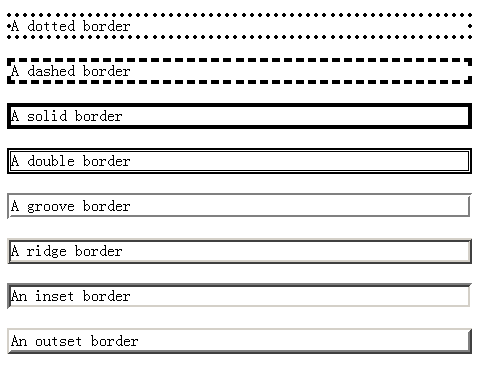 A dotted border
A dashed border
A solid border
A double border
A groove border
A ridge border
An inset border
An outset border